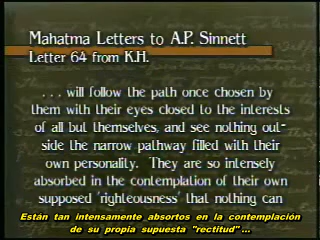 Mahatma Letters to A.P. Sinnett
Letter 64 from K.H.
. . . will follow the path once chosen by
them with their eyes closed to the interests
of all but themselves, and see nothing out-
side the narrow pathway filled with their
own personality. They are so intensely
absorbed in the contemplation of their own
supposed 'righteousness' that nothing can
Están tan intensamente absortos en la contemplación
de su propia supuesta "rectitud" ...